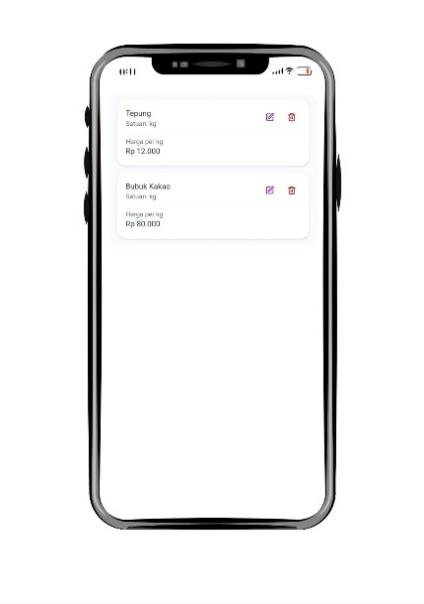 Tepung
Satuan: kg
Harga per kg
Rp 12.000
Bubuk Kakao
Satuan: kg
Harga per kg
Rp 80.000